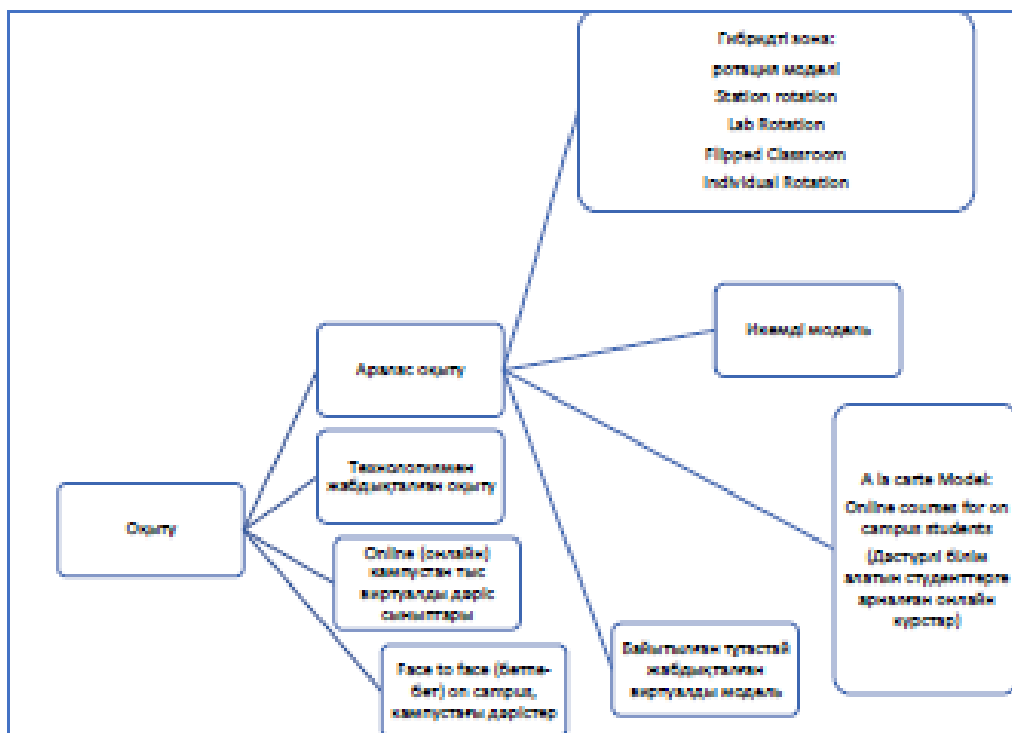 Гибридті зона:
ротация моделі
Station rotation
Lab Rotation
Flipped Classroom
Individual Rotation
Икемді модель
Аралас оқыту
Технологиямен
жабдықталған оқыту
Оқыту
Online (онлайн)
кампустан тыс
виртуалды дәріс
сыныптары
Face to face (бетпе-
бет) on campus,
кампустағы дәрістер
Байытылған тұтастай
жабдықталған
виртуалды модель
A la carte Model:
Online courses for on
campus students
(Дәстүрлі білім
алатын студенттерге
арналған онлайн
курстар)